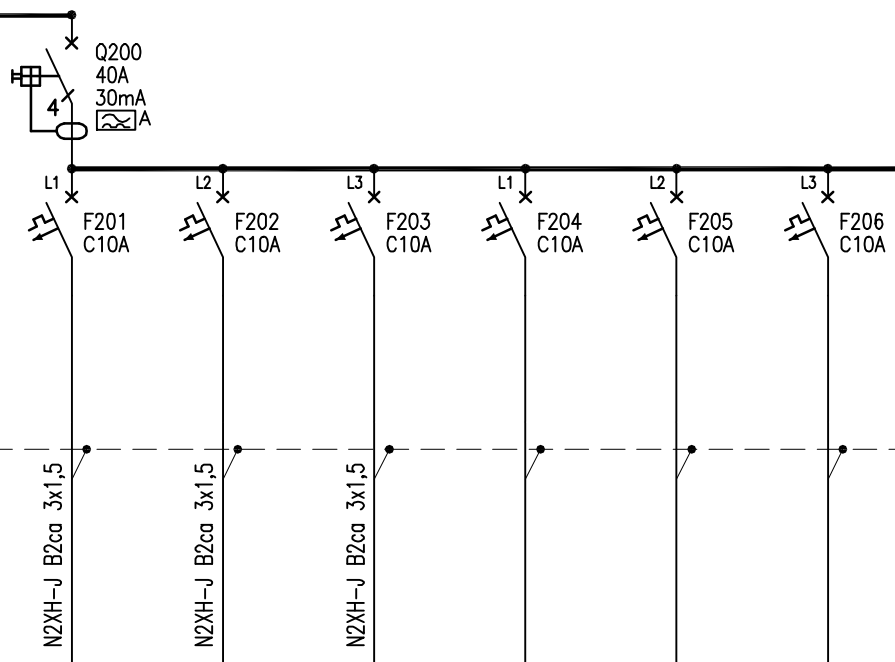 Q200
40A
30mA
4
A
L1
L2
L3
L1
L2
L3
F201
C10A
F202
C10A
F203
C10A
F204
C10A
F205
C10A
F206
C10A
N2XH-J B2ca 3x1,5
N2XH-J B2ca 3x1,5
N2XH-J B2ca 3x1,5